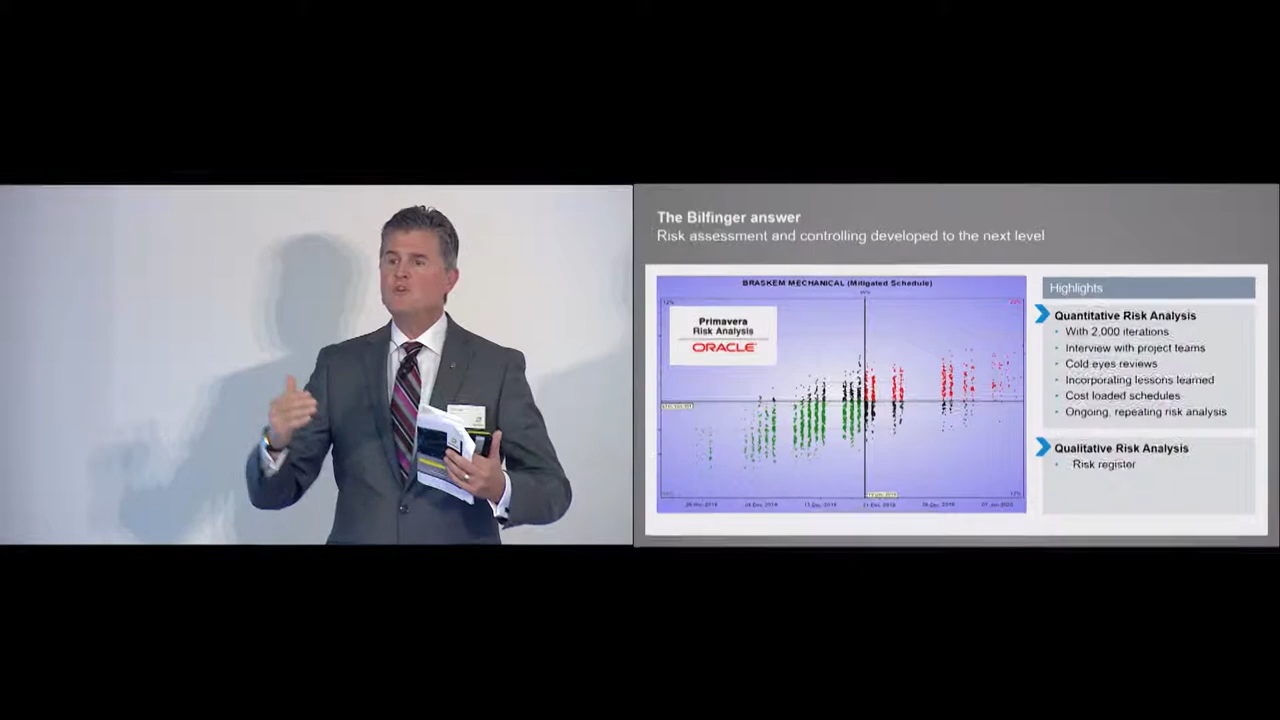 The Bilfinger answer
Risk assessment and controlling developed to the next level
BRASKEM MECHANICAL (Mitigated Schedule)
Primavera
Risk Analysis
ORACLE
Highlights
Quantitative Risk Analysis
• With 2,000 iterations
• Interview with project teams
• Cold eyes reviews
• Incorporating lessons learned
• Cost loaded schedules
• Ongoing, repeating risk analysis
Qualitative Risk Analysis
• Risk register